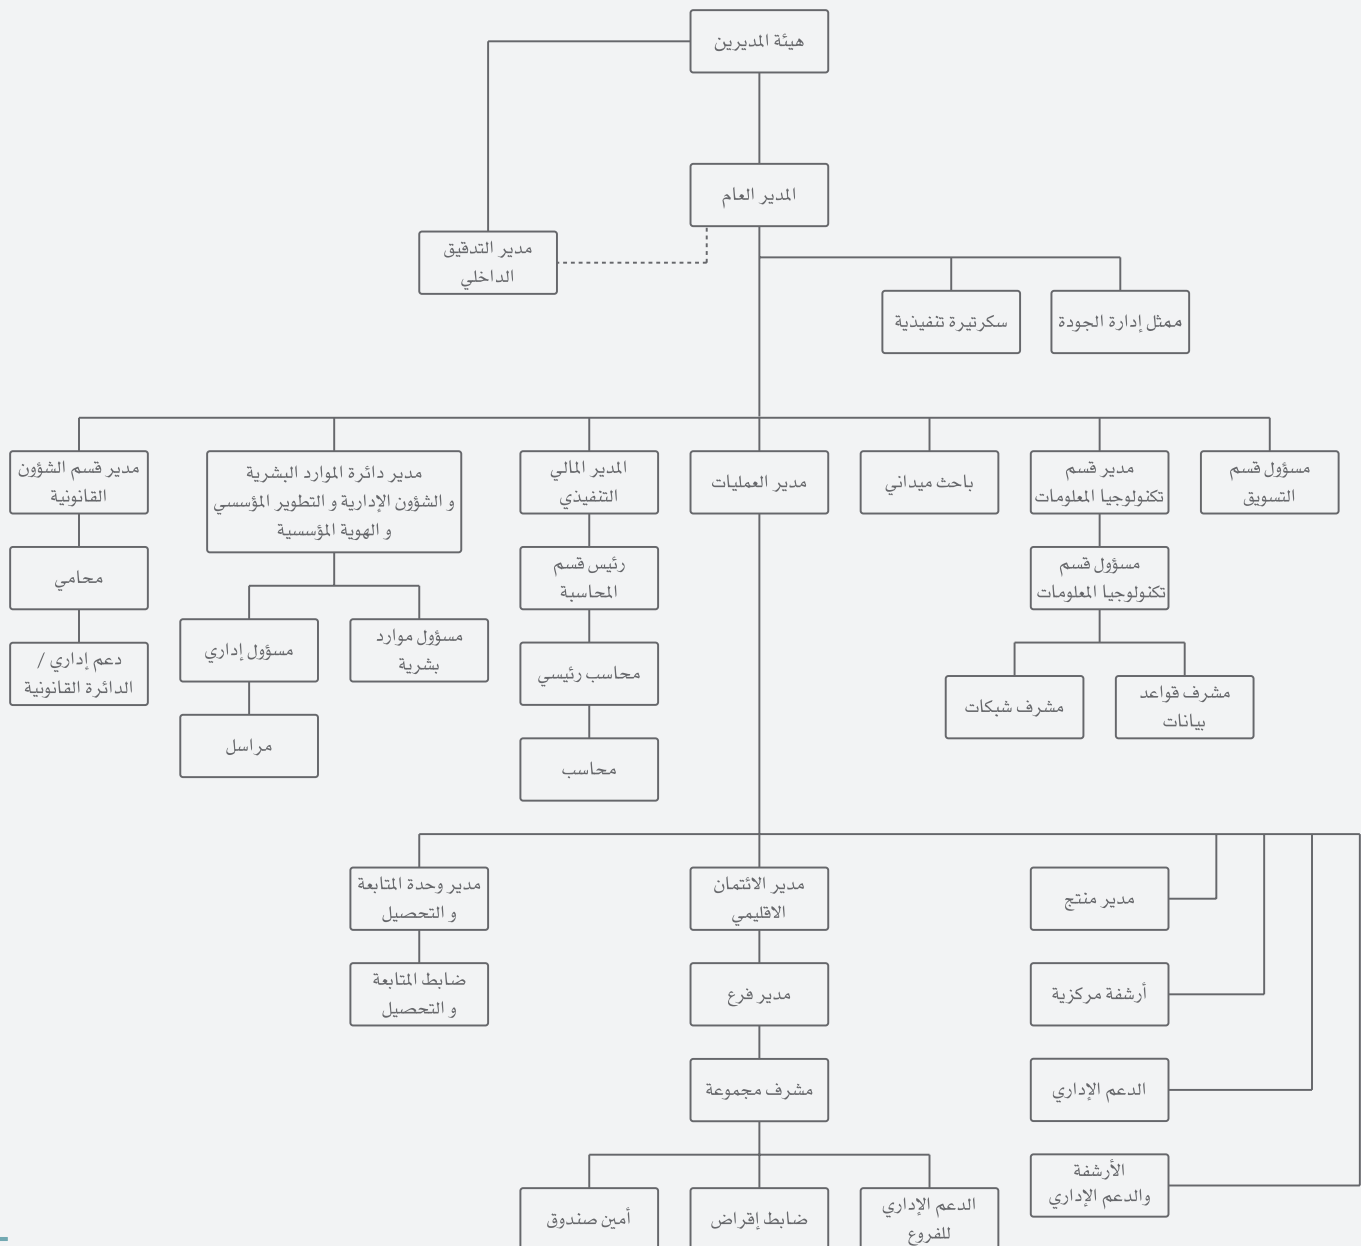 هيئة المديرين
المدير العام
مدير التدقيق
الداخلي
ممثل إدارة الجودة
سكرتيرة تنفيذية
مسؤول قسم
التسويق
مدير قسم
تكنولوجيا المعلومات
باحث ميداني
مدير العمليات
المدير المالي
التنفيذي
مدير دائرة الموارد البشرية
و الشؤون الإدارية و التطوير المؤسسي
و الهوية المؤسسية
مدير قسم الشؤون
القانونية
مسؤول قسم
تكنولوجيا المعلومات
رئيس قسم
المحاسبة
محامي
مسؤول موارد
بشرية
مسؤول إداري
محاسب رئيسي
دعم إداري /
الدائرة القانونية
مشرف قواعد
بيانات
مشرف شبكات
محاسب
مراسل
مدير منتج
مدير الائتمان
الاقليمي
مدير وحدة المتابعة
و التحصيل
أرشفة مركزية
مدير فرع
ضابط المتابعة
و التحصيل
الدعم الإداري
مشرف مجموعة
الأرشفة
والدعم الإداري
الدعم الإداري
للفروع
ضابط إقراض
أمين صندوق